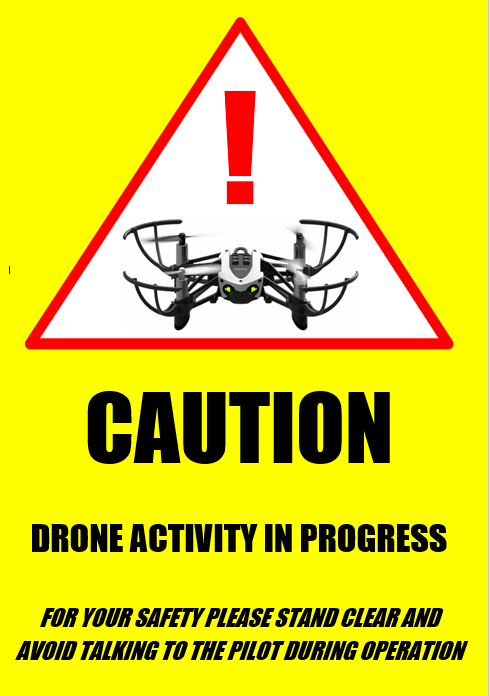 !
CAUTION
DRONE ACTIVITY IN PROGRESS
FOR YOUR SAFETY PLEASE STAND CLEAR AND
AVOID TALKING TO THE PILOT DURING OPERATION